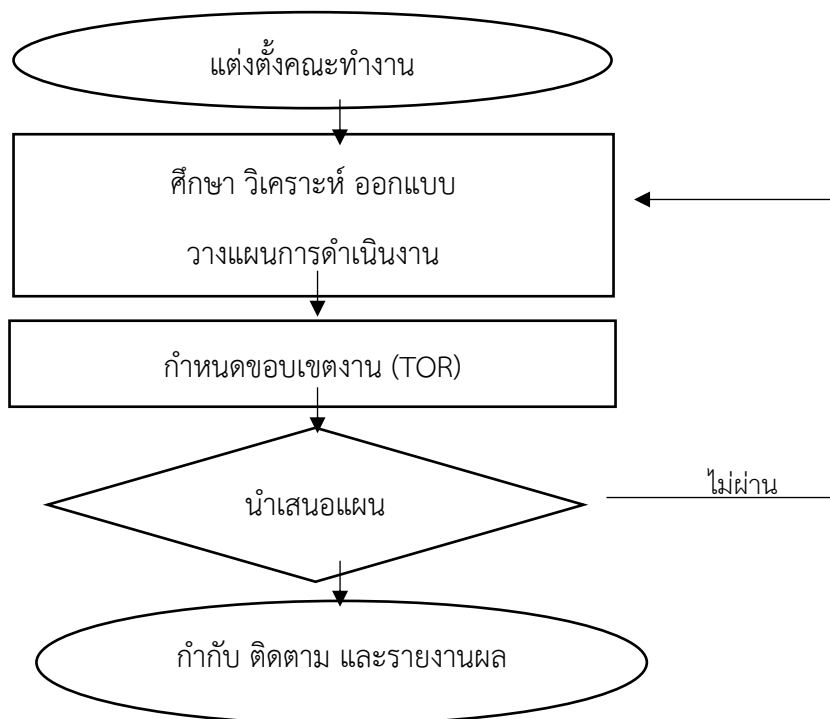 แต่งตั้งคณะทำงาน
ศึกษา วิเคราะห์ ออกแบบ
วางแผนการดำเนินงาน
กำหนดขอบเขตงาน (TOR)
นำเสนอแผน
ไม่ผ่าน
กำกับ ติดตาม และรายงานผล